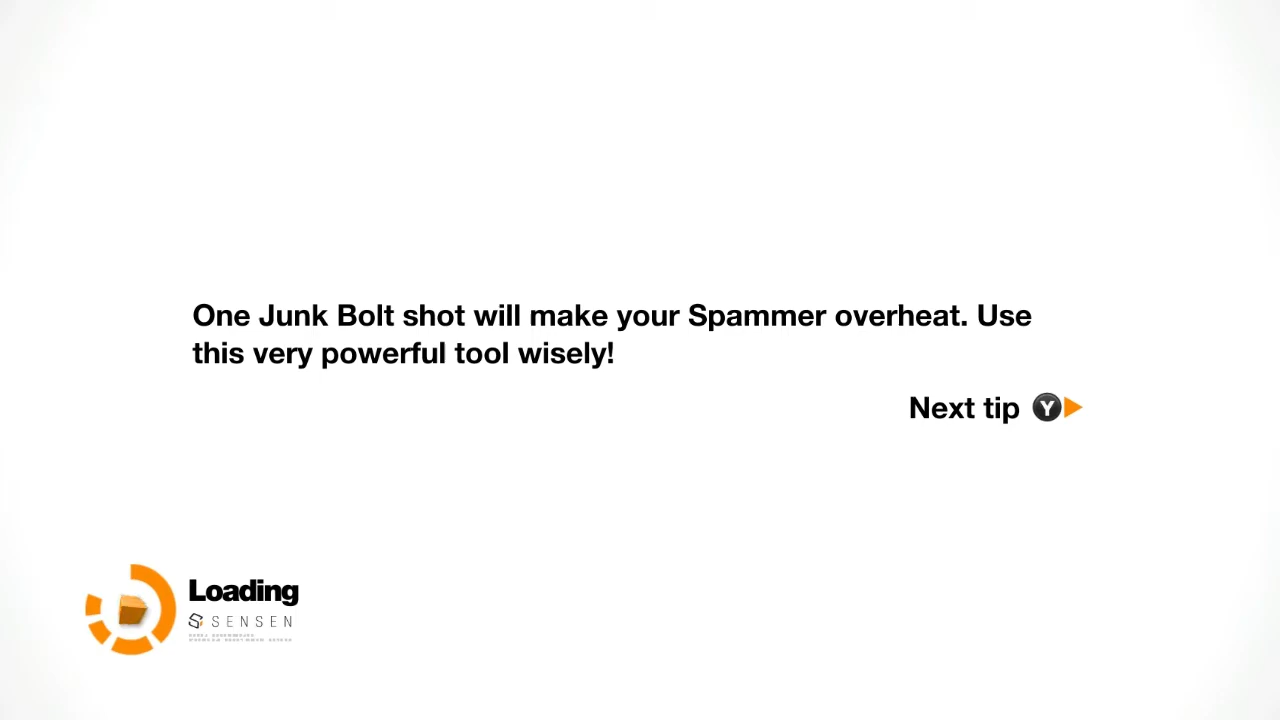 One Junk Bolt shot will make your Spammer overheat. Use
this very powerful tool wisely!
Next tip Y
Loading
SENSEN